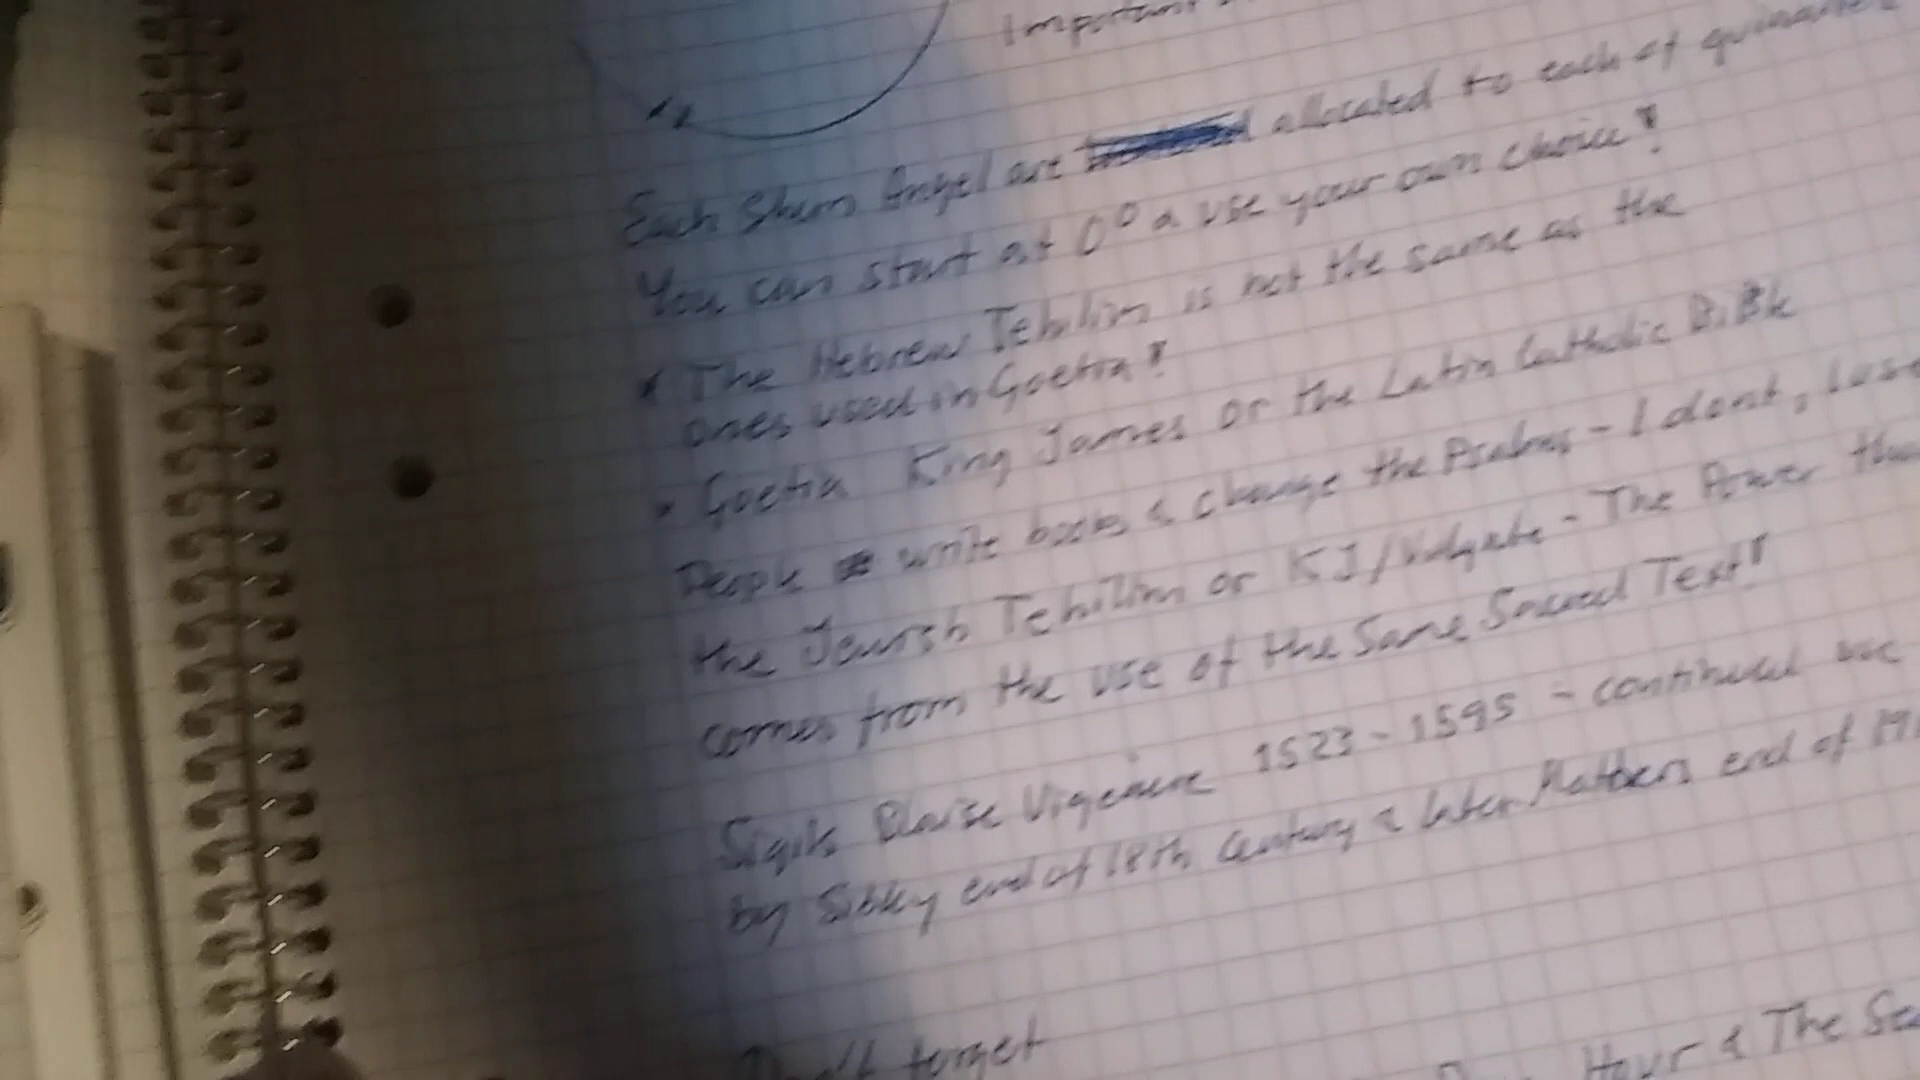 Important
Each Shem Angel are allocated to each of
You can start at 0° a use your own choice!
* The Hebrew Tehilim is not the same as the
ones used in Goetia!
* Goetia King James or the Latin Catholic BiBle
People write books & change the Psalms - I dont, I use
the Jewish Tehillim or KJ/Vulgate - The Power
comes from the use of the Same Sacred Text!
Sigils Blaise Vigenere 1523 - 1595 - continued use
by Sibley end of 18th Century & later Mathers end of
Don't forget
Hour & The